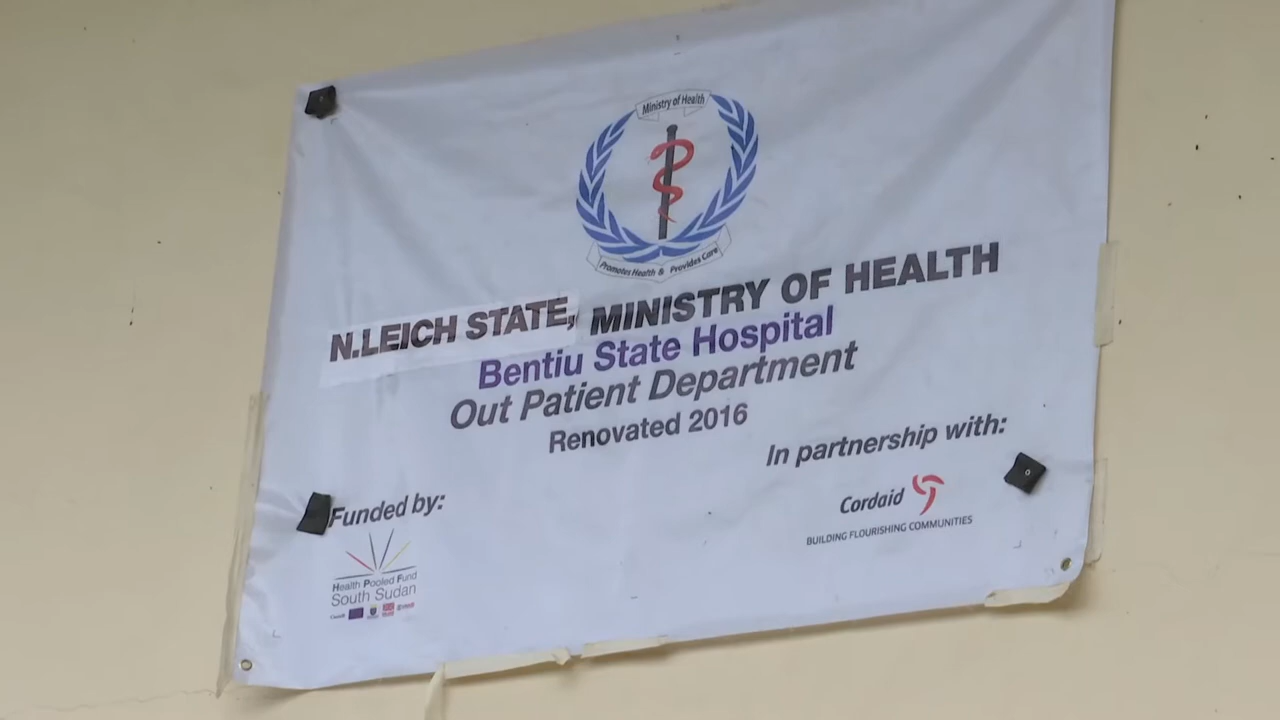 Ministry of Health
Promotes Health & Provides Care
N.LEICH STATE, MINISTRY OF HEALTH
Bentiu State Hospital
Out Patient Department
Renovated 2016
In partnership with:
Cordaid
BUILDING FLOURISHING COMMUNITIES
Funded by:
Health Pooled Fund
South Sudan